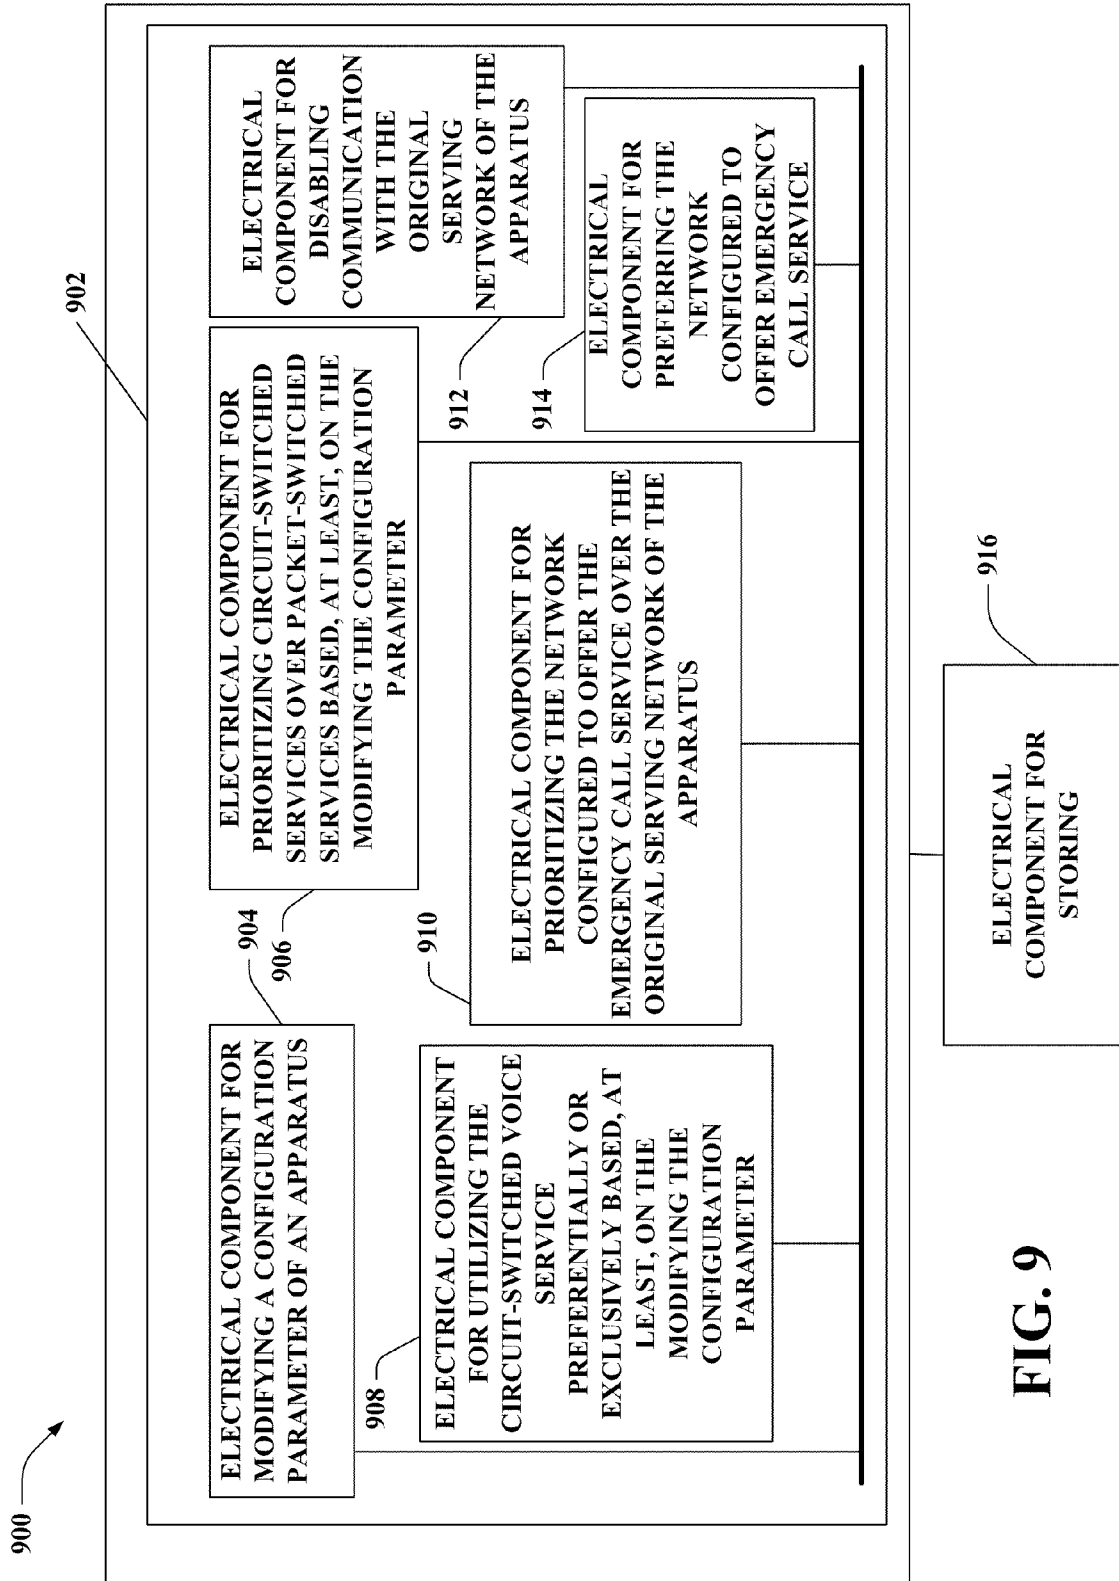 900
902
ELECTRICAL COMPONENT FOR
MODIFYING A CONFIGURATION
PARAMETER OF AN APPARATUS
904
906
ELECTRICAL COMPONENT FOR
PRIORITIZING CIRCUIT-SWITCHED
SERVICES OVER PACKET-SWITCHED
SERVICES BASED, AT LEAST, ON THE
MODIFYING THE CONFIGURATION
PARAMETER
ELECTRICAL
COMPONENT FOR
DISABLING
COMMUNICATION
WITH THE
ORIGINAL
SERVING
NETWORK OF THE
APPARATUS
912
908
ELECTRICAL COMPONENT
FOR UTILIZING THE
CIRCUIT-SWITCHED VOICE
SERVICE
PREFERENTIALLY OR
EXCLUSIVELY BASED, AT
LEAST, ON THE
MODIFYING THE
CONFIGURATION
PARAMETER
910
ELECTRICAL COMPONENT FOR
PRIORITIZING THE NETWORK
CONFIGURED TO OFFER THE
EMERGENCY CALL SERVICE OVER THE
ORIGINAL SERVING NETWORK OF THE
APPARATUS
914
ELECTRICAL
COMPONENT FOR
PREFERRING THE
NETWORK
CONFIGURED TO
OFFER EMERGENCY
CALL SERVICE
916
ELECTRICAL
COMPONENT FOR
STORING
FIG. 9